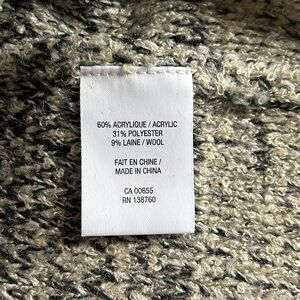 60% ACRYLIQUE / ACRYLIC
31% POLYESTER
9% LAINE / WOOL
FAIT EN CHINE /
MADE IN CHINA
CA 00655
RN 138760